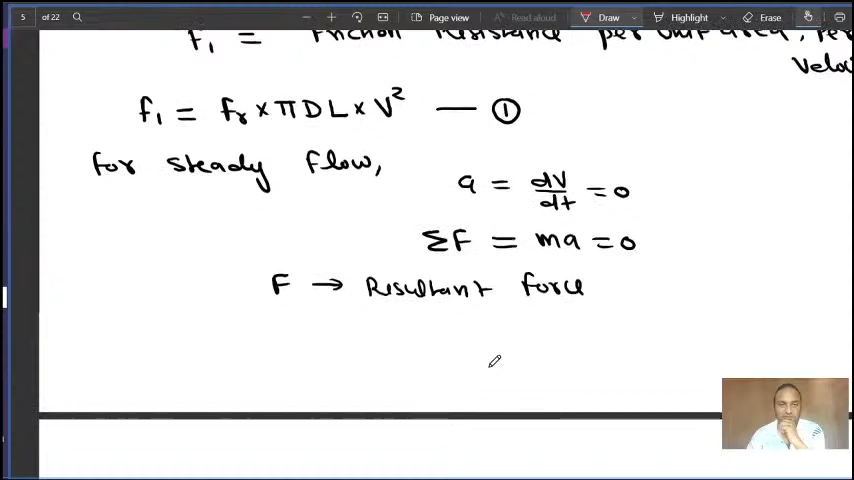 5 of 22 Page view Read aloud Draw Highlight Erase
F₁ = Friction Resistance per unit area, Per
Velo
f₁ = fᵣ × π D L × V² — ①
for steady flow,
a = dV/dt = 0
ΣF = ma = 0
F → Resultant force